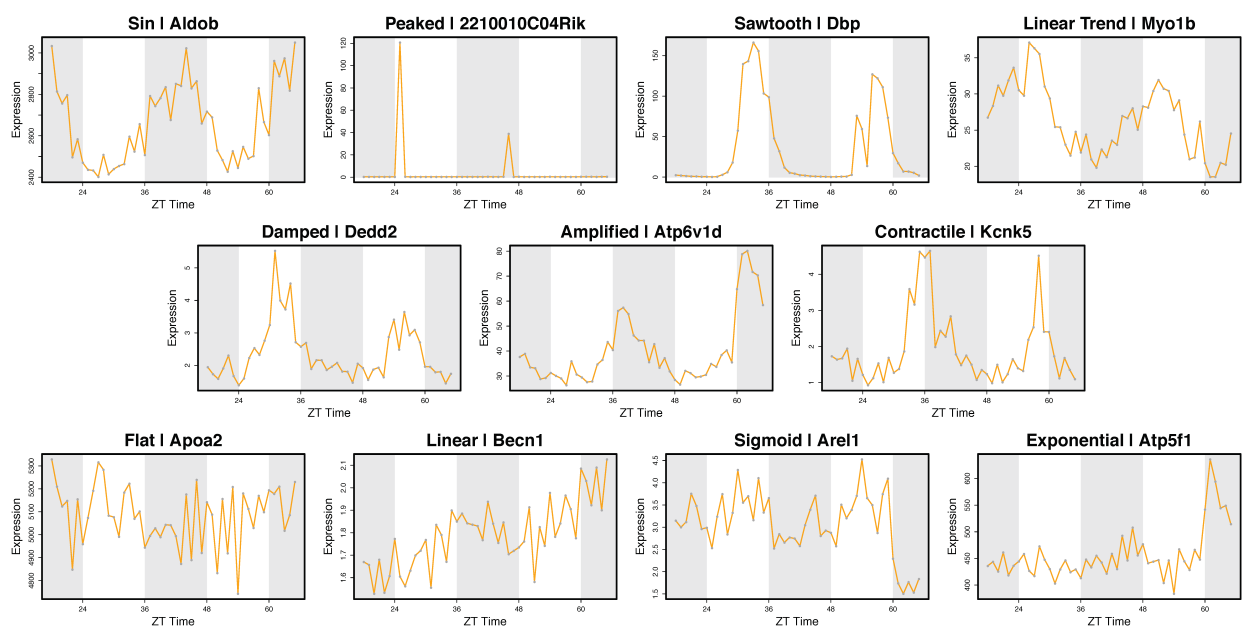 Sin | Aldob
Peaked | 2210010C04Rik
Sawtooth | Dbp
Linear Trend | Myo1b
Expression
2400 2600 2800 3000
24 36 48 60
ZT Time
Expression
0 20 40 60 80 100 120
24 36 48 60
ZT Time
Expression
0 50 100 150
24 36 48 60
ZT Time
Expression
20 25 30 35
24 36 48 60
ZT Time
Damped | Dedd2
Amplified | Atp6v1d
Contractile | Kcnk5
Expression
2 3 4 5
24 36 48 60
ZT Time
Expression
30 40 50 60 70 80
24 36 48 60
ZT Time
Expression
1 2 3 4
24 36 48 60
ZT Time
Flat | Apoa2
Linear | Becn1
Sigmoid | Arel1
Exponential | Atp5f1
Expression
4800 4900 5000 5100 5200 5300
24 36 48 60
ZT Time
Expression
1.6 1.7 1.8 1.9 2.0 2.1
24 36 48 60
ZT Time
Expression
1.5 2.0 2.5 3.0 3.5 4.0 4.5
24 36 48 60
ZT Time
Expression
400 450 500 550 600
24 36 48 60
ZT Time